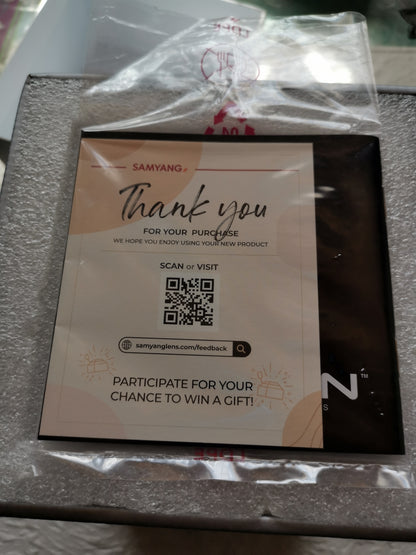 SAMYANG
Thank you
FOR YOUR PURCHASE
WE HOPE YOU ENJOY USING YOUR NEW PRODUCT
SCAN or VISIT
samyanglens.com/feedback
PARTICIPATE FOR YOUR
CHANCE TO WIN A GIFT!
N™
S